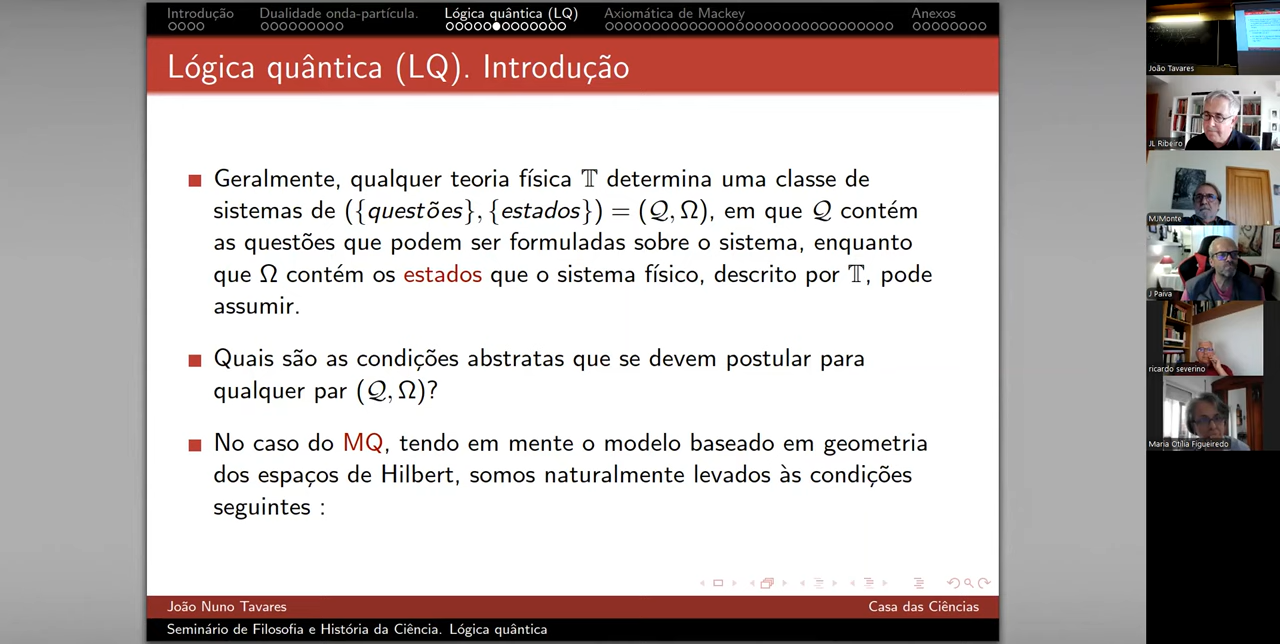 Introdução
Dualidade onda-partícula.
Lógica quântica (LQ)
Axiomática de Mackey
Anexos
Lógica quântica (LQ). Introdução
Geralmente, qualquer teoria física 𝕋 determina uma classe de
sistemas de ({questões}, {estados}) = (𝒬, Ω), em que 𝒬 contém
as questões que podem ser formuladas sobre o sistema, enquanto
que Ω contém os estados que o sistema físico, descrito por 𝕋, pode
assumir.
Quais são as condições abstratas que se devem postular para
qualquer par (𝒬, Ω)?
No caso do MQ, tendo em mente o modelo baseado em geometria
dos espaços de Hilbert, somos naturalmente levados às condições
seguintes :
João Nuno Tavares
Casa das Ciências
Seminário de Filosofia e História da Ciência. Lógica quântica
João Tavares
JL Ribeiro
MJMonte
J Paiva
ricardo severino
Maria Otília Figueiredo